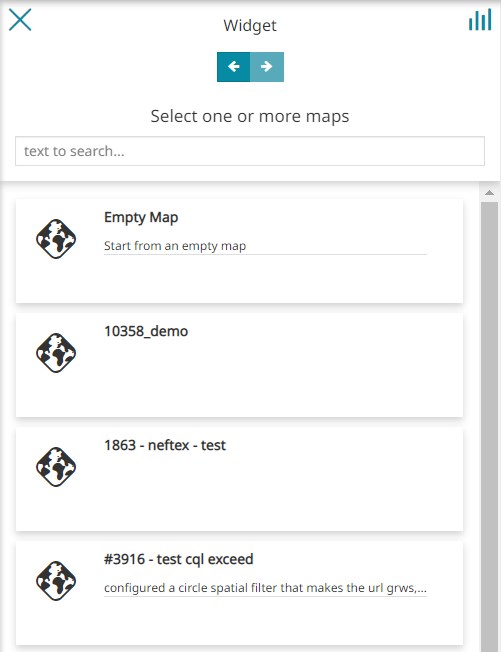 Widget
Select one or more maps
text to search...
Empty Map
Start from an empty map
10358_demo
1863 - neftex - test
#3916 - test cql exceed
configured a circle spatial filter that makes the url grws,...